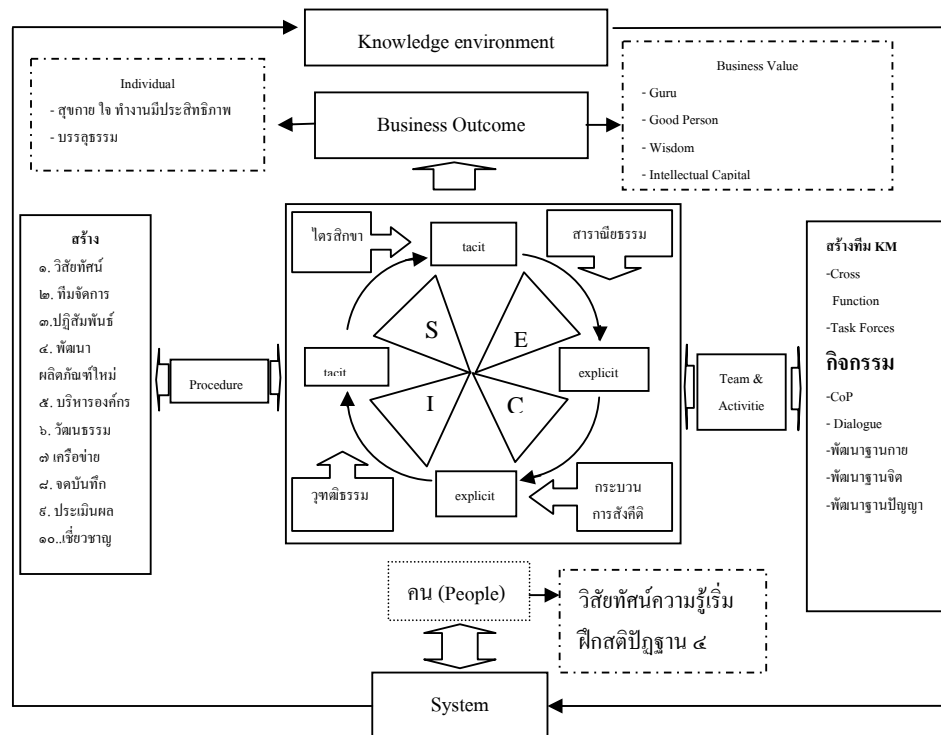 Knowledge environment
Individual
- สุขกาย ใจ ทำงานมีประสิทธิภาพ
- บรรลุธรรม
Business Outcome
Business Value
- Guru
- Good Person
- Wisdom
- Intellectual Capital
สร้าง
๑. วิสัยทัศน์
๒. ทีมจัดการ
๓.ปฏิสัมพันธ์
๔. พัฒนา
ผลิตภัณฑ์ใหม่
๕. บริหารองค์กร
๖. วัฒนธรรม
๗ เครือข่าย
๘. จดบันทึก
๙. ประเมินผล
๑๐..เชี่ยวชาญ
Procedure
ไตรสิกขา
tacit
สาราณียธรรม
S
E
tacit
explicit
I
C
วุฑฒิธรรม
explicit
กระบวน
การสังคีติ
Team &
Activitie
สร้างทีม KM
-Cross
Function
-Task Forces
กิจกรรม
-CoP
- Dialogue
-พัฒนาฐานกาย
-พัฒนาฐานจิต
-พัฒนาฐานปัญญา
คน (People)
วิสัยทัศน์ความรู้เริ่ม
ฝึกสติปัฏฐาน ๔
System